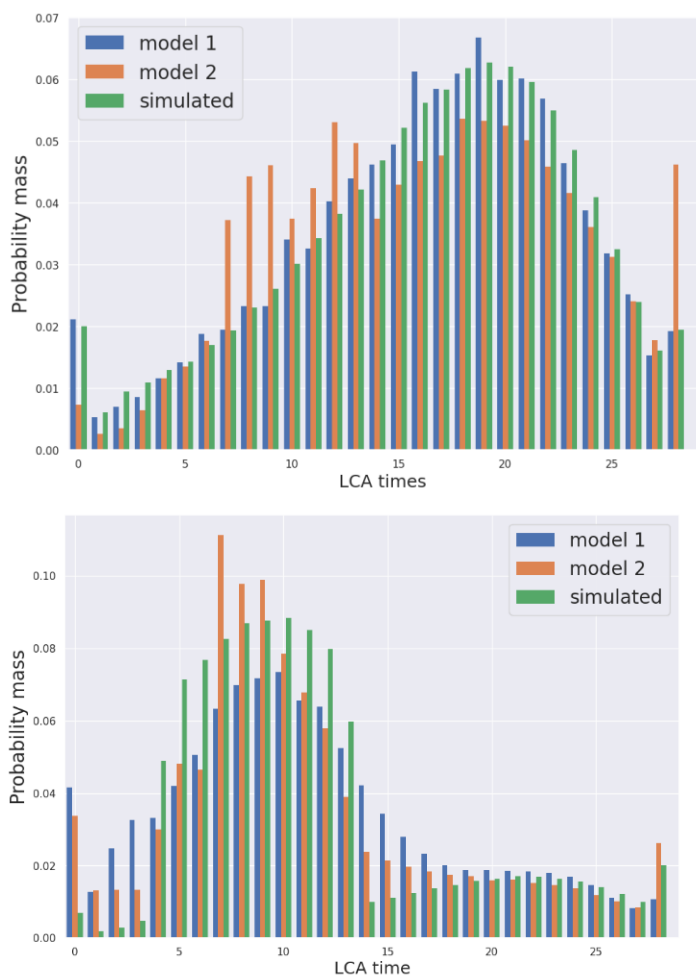 0.07
0.06
0.05
0.04
0.03
0.02
0.01
0.00
Probability mass
model 1
model 2
simulated
0 5 10 15 20 25
LCA times
0.10
0.08
0.06
0.04
0.02
0.00
Probability mass
model 1
model 2
simulated
0 5 10 15 20 25
LCA time